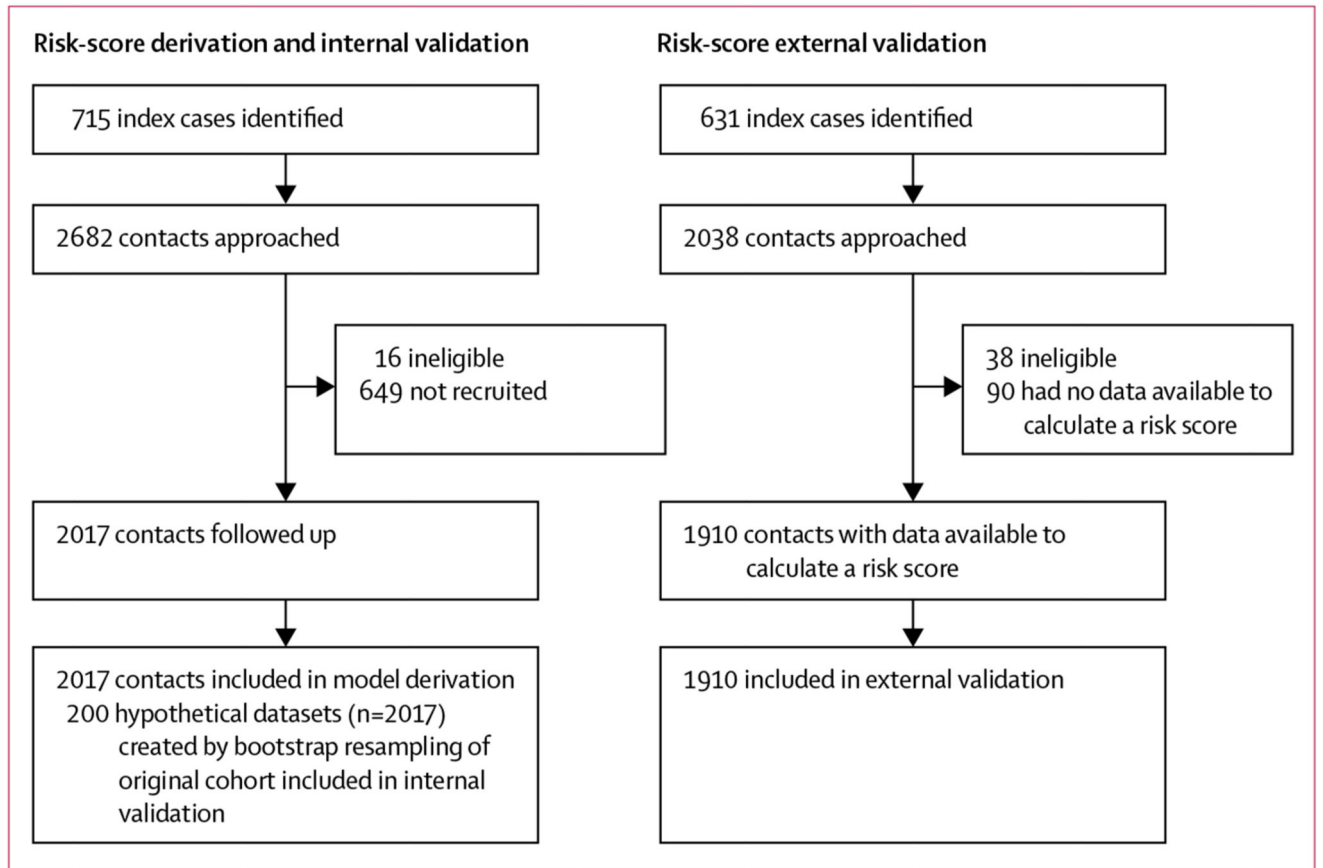 Risk-score derivation and internal validation
715 index cases identified
2682 contacts approached
16 ineligible
649 not recruited
2017 contacts followed up
2017 contacts included in model derivation
200 hypothetical datasets (n=2017)
created by bootstrap resampling of
original cohort included in internal
validation
Risk-score external validation
631 index cases identified
2038 contacts approached
38 ineligible
90 had no data available to
calculate a risk score
1910 contacts with data available to
calculate a risk score
1910 included in external validation